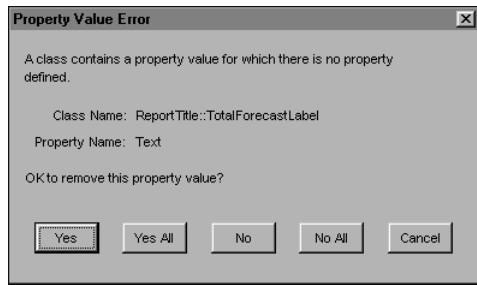 Property Value Error
A class contains a property value for which there is no property
defined.
Class Name: ReportTitle::TotalForecastLabel
Property Name: Text
OK to remove this property value?
Yes Yes All No No All Cancel